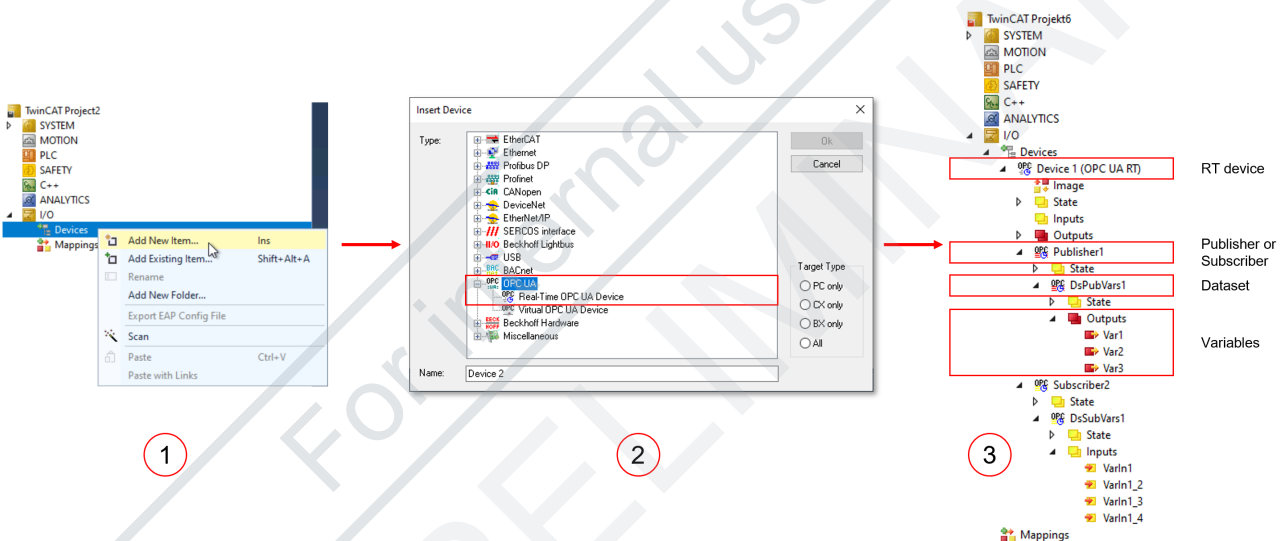 TwinCAT Project2
SYSTEM
MOTION
PLC
SAFETY
C++
ANALYTICS
I/O
Devices
Mappings
Add New Item... Ins
Add Existing Item... Shift+Alt+A
Rename
Add New Folder...
Export EAP Config File
Scan
Paste Ctrl+V
Paste with Links
1
Insert Device
Type:
EtherCAT
Ethernet
Profibus DP
Profinet
CANopen
DeviceNet
EtherNet/IP
SERCOS interface
Beckhoff Lightbus
USB
BACnet
OPC UA
Real-Time OPC UA Device
Virtual OPC UA Device
Beckhoff Hardware
Miscellaneous
Ok
Cancel
Target Type
PC only
CX only
BX only
All
Name: Device 2
2
TwinCAT Projekt6
SYSTEM
MOTION
PLC
SAFETY
C++
ANALYTICS
I/O
Devices
Device 1 (OPC UA RT) RT device
Image
State
Inputs
Outputs
Publisher1 Publisher or
Subscriber
State
DsPubVars1 Dataset
State
Outputs
Var1
Var2 Variables
Var3
Subscriber2
State
DsSubVars1
State
Inputs
VarIn1
VarIn1_2
VarIn1_3
VarIn1_4
Mappings
3
For internal us